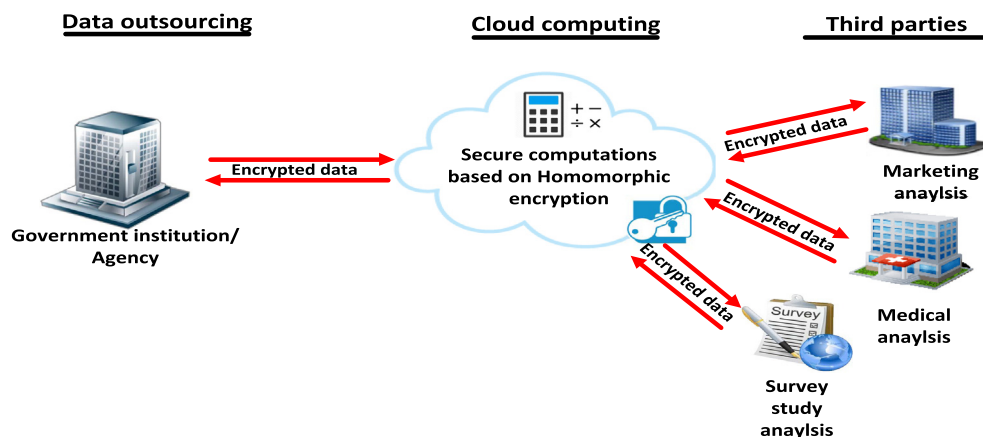 Data outsourcing
Cloud computing
Third parties
+ −
÷ ×
Secure computations
based on Homomorphic
encryption
Encrypted data
Government institution/
Agency
Encrypted data
Marketing
anaylsis
Encrypted data
Medical
anaylsis
Encrypted data
Survey
Survey
study
anaylsis